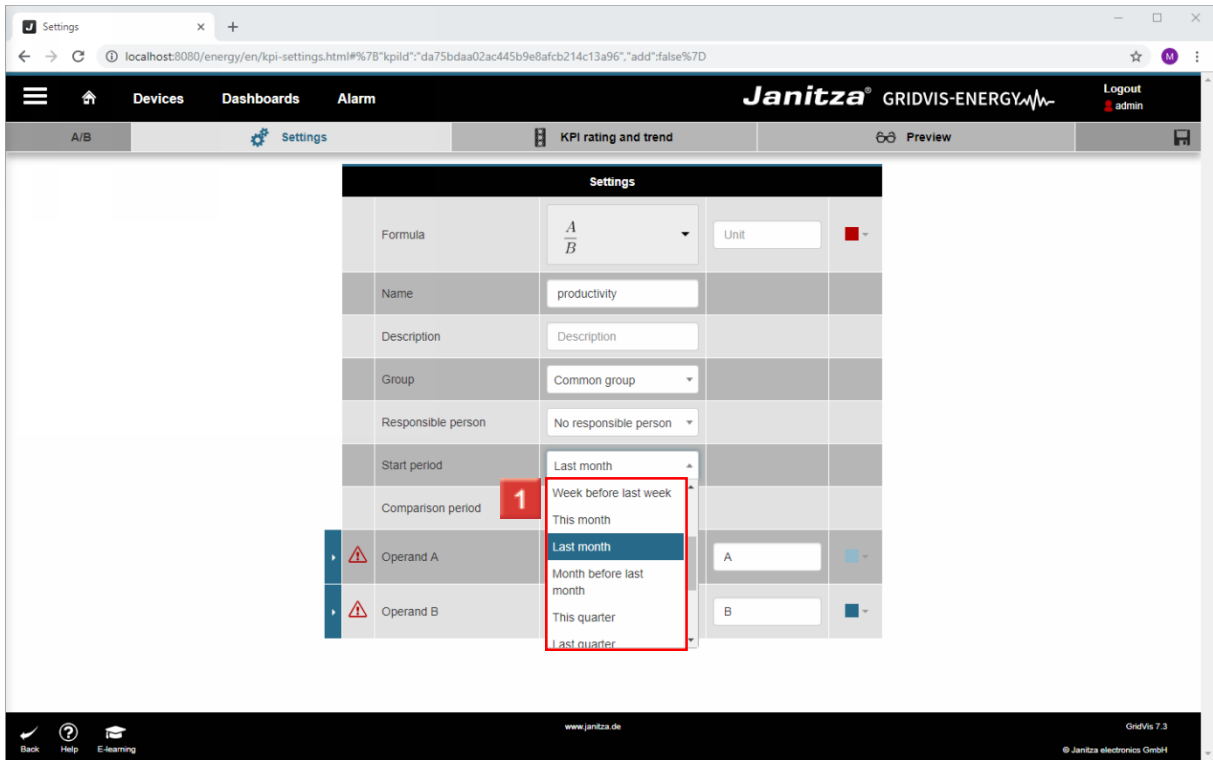 Settings
localhost:8080/energy/en/kpi-settings.html#%7B"kpiId":"da75bdaa02ac445b9e8afcb214c13a96","add":false%7D
M
Devices Dashboards Alarm
Janitza® GRIDVIS-ENERGY
Logout
admin
A/B Settings KPI rating and trend Preview
Settings
Formula A/B Unit
Name productivity
Description Description
Group Common group
Responsible person No responsible person
Start period Last month
1
Week before last week
Comparison period
This month
Last month
Operand A A
Month before last
month
Operand B B
This quarter
Last quarter
Back Help E-learning
www.janitza.de
GridVis 7.3
© Janitza electronics GmbH